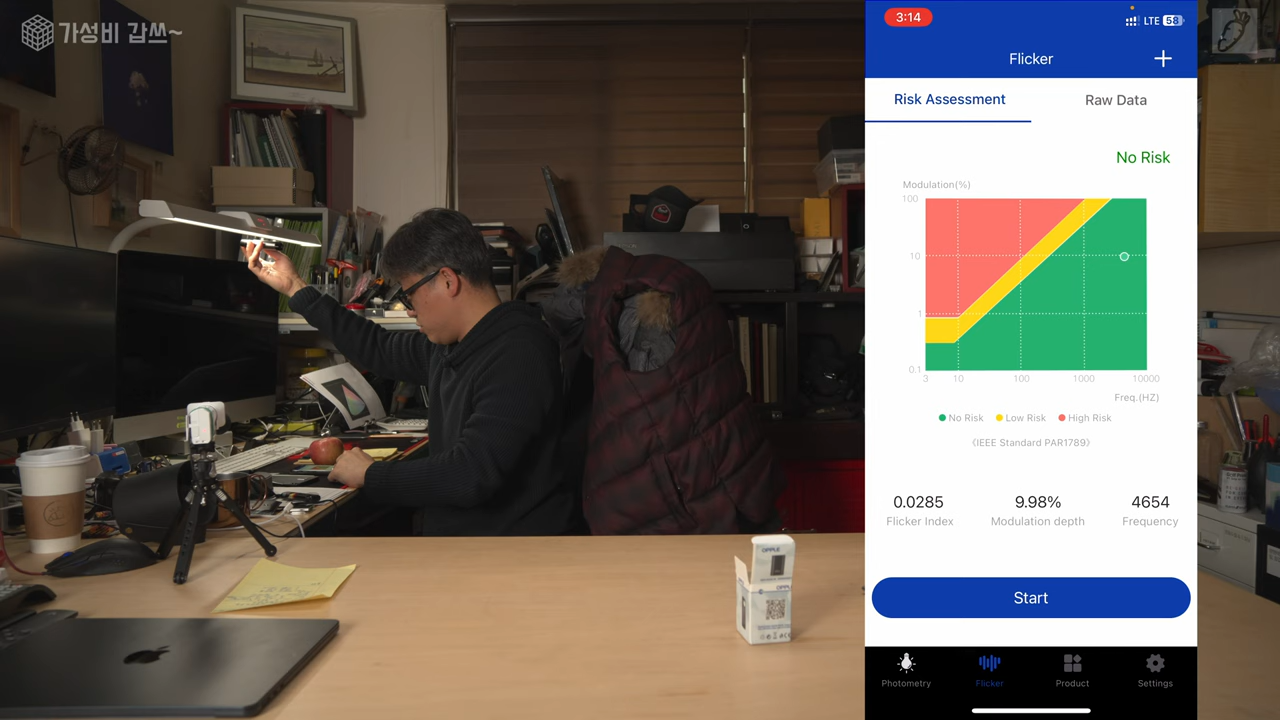 가성비 갑쓰~
3:14
LTE 58
Flicker
Risk Assessment
Raw Data
No Risk
Modulation(%)
100
10
1
0.1
3 10 100 1000 10000
Freq.(HZ)
No Risk Low Risk High Risk
《IEEE Standard PAR1789》
0.0285 9.98% 4654
Flicker Index Modulation depth Frequency
Start
Photometry Flicker Product Settings
OPPLE
OPPL